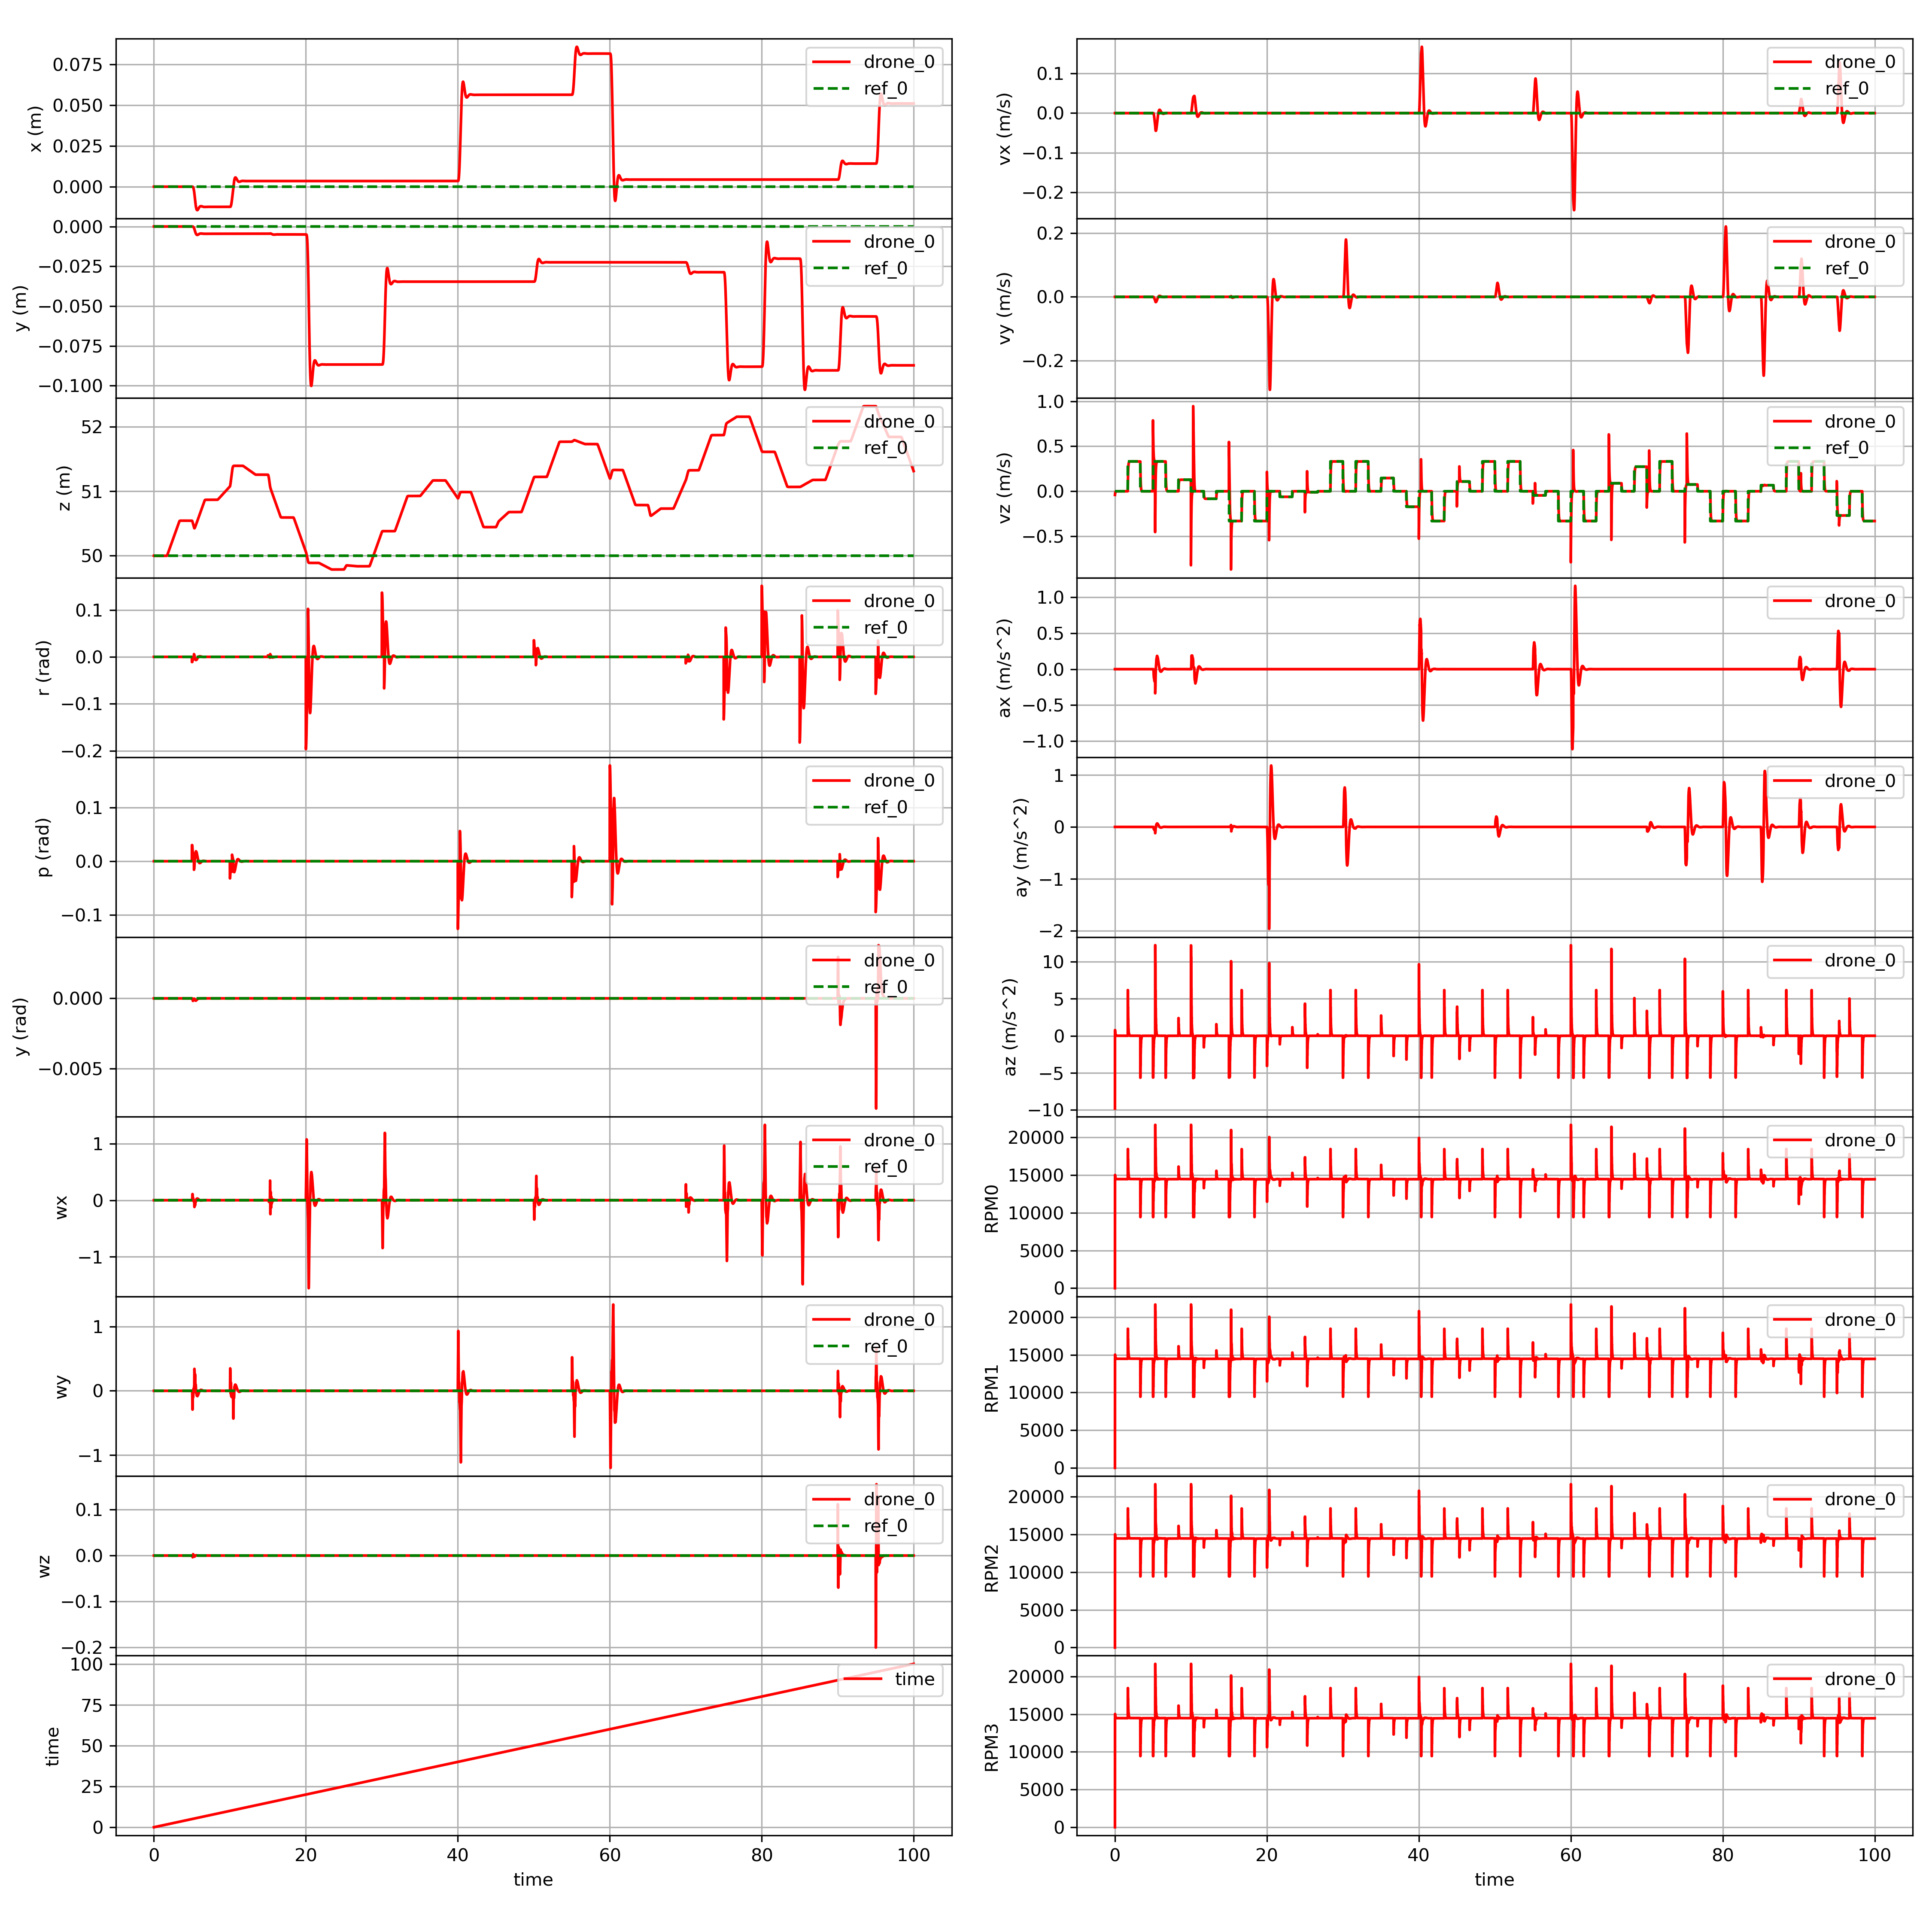 x (m)
0.075
0.050
0.025
0.000
drone_0
ref_0
y (m)
0.000
−0.025
−0.050
−0.075
−0.100
drone_0
ref_0
z (m)
52
51
50
drone_0
ref_0
r (rad)
0.1
0.0
−0.1
−0.2
drone_0
ref_0
p (rad)
0.1
0.0
−0.1
drone_0
ref_0
y (rad)
0.000
−0.005
drone_0
ref_0
wx
1
0
−1
drone_0
ref_0
wy
1
0
−1
drone_0
ref_0
wz
0.1
0.0
−0.1
−0.2
drone_0
ref_0
time
100
75
50
25
0
time
0 20 40 60 80 100
time
vx (m/s)
0.1
0.0
−0.1
−0.2
drone_0
ref_0
vy (m/s)
0.2
0.0
−0.2
drone_0
ref_0
vz (m/s)
1.0
0.5
0.0
−0.5
drone_0
ref_0
ax (m/s^2)
1.0
0.5
0.0
−0.5
−1.0
drone_0
ay (m/s^2)
1
0
−1
−2
drone_0
az (m/s^2)
10
5
0
−5
−10
drone_0
RPM0
20000
15000
10000
5000
0
drone_0
RPM1
20000
15000
10000
5000
0
drone_0
RPM2
20000
15000
10000
5000
0
drone_0
RPM3
20000
15000
10000
5000
0
drone_0
0 20 40 60 80 100
time